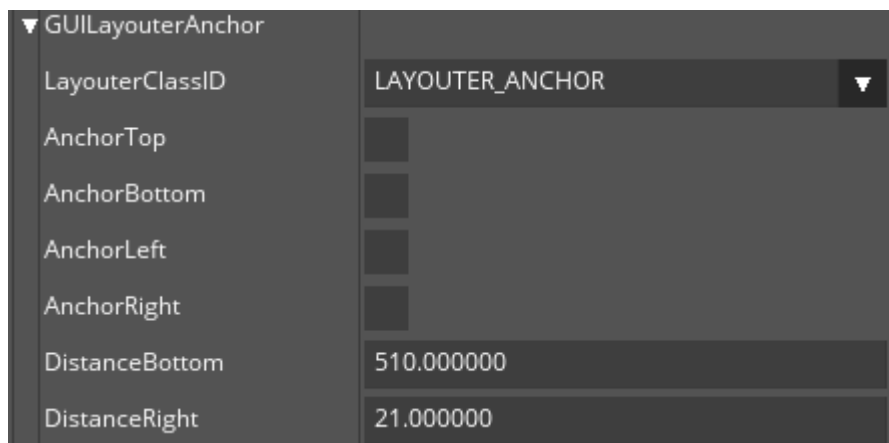 GUILayouterAnchor
LayouterClassID LAYOUTER_ANCHOR
AnchorTop
AnchorBottom
AnchorLeft
AnchorRight
DistanceBottom 510.000000
DistanceRight 21.000000